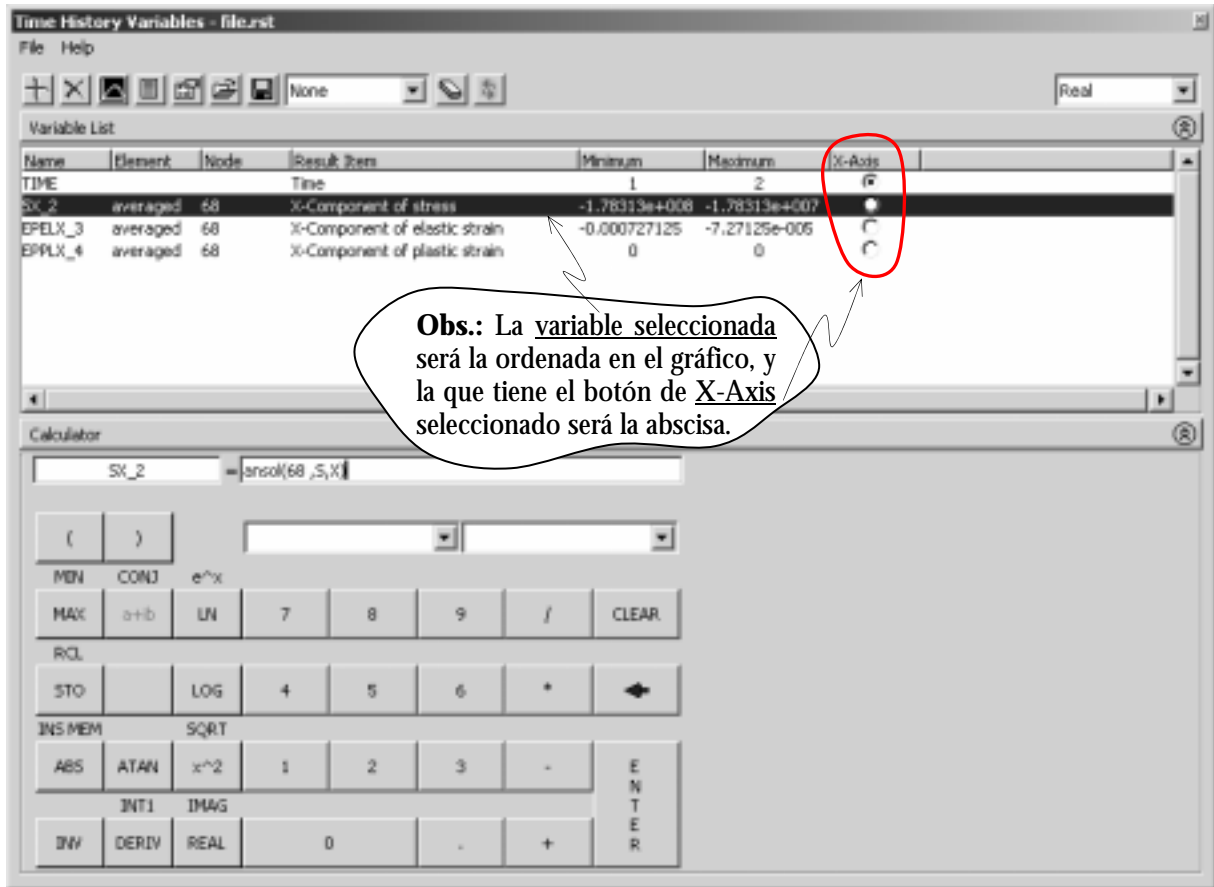 Time History Variables - file.rst
File Help
None
Real
Variable List
Name Element Node Result Item Minimum Maximum X-Axis
TIME Time 1 2
SX_2 averaged 68 X-Component of stress -1.78313e+008 -1.78313e+007
EPELX_3 averaged 68 X-Component of elastic strain -0.000727125 -7.27125e-005
EPPLX_4 averaged 68 X-Component of plastic strain 0 0
Obs.: La variable seleccionada
será la ordenada en el gráfico, y
la que tiene el botón de X-Axis
seleccionado será la abscisa.
Calculator
SX_2 = ansol(68 ,S,X)
( )
MIN CONJ e^x
MAX a+ib LN 7 8 9 / CLEAR
RCL
STO LOG 4 5 6 *
INS MEM SQRT
ABS ATAN x^2 1 2 3 - ENTER
INT1 IMAG
INV DERIV REAL 0 . +